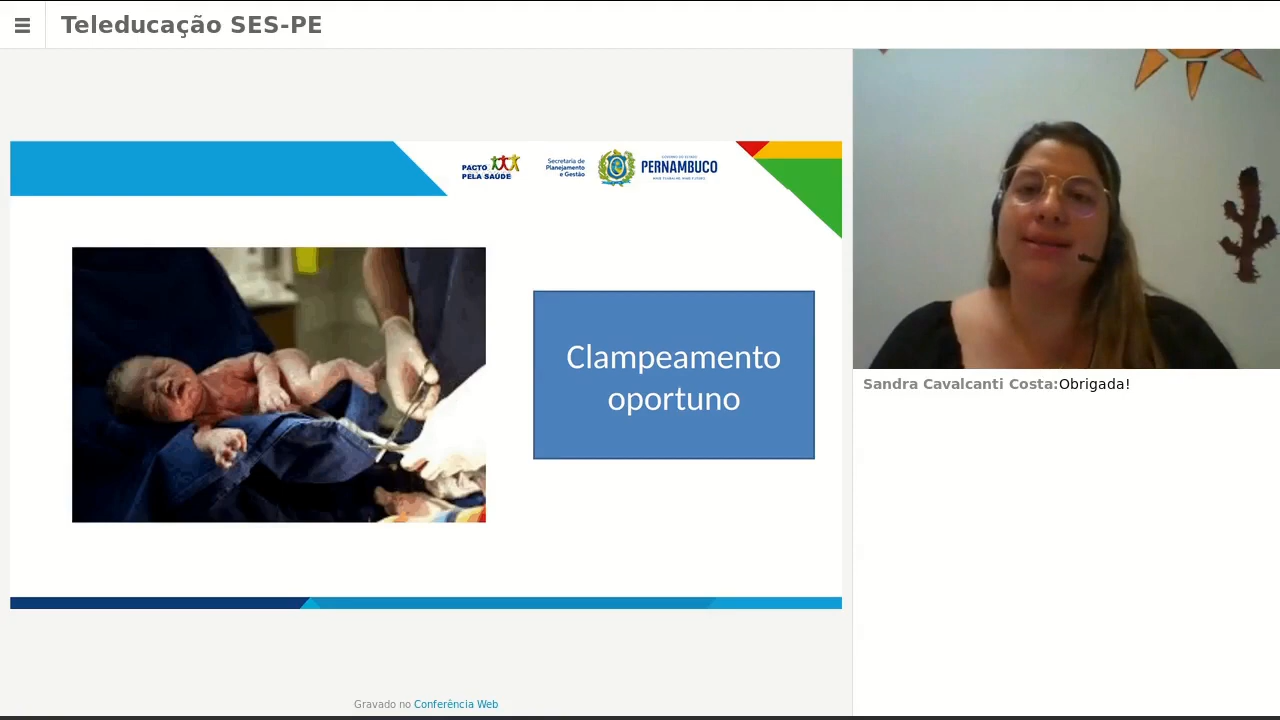 Teleducação SES-PE
PACTO
PELA SAÚDE
Secretaria de
Planejamento
e Gestão
PERNAMBUCO
Clampeamento
oportuno
Sandra Cavalcanti Costa:Obrigada!
Gravado no Conferência Web